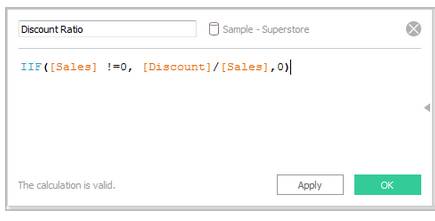 Discount Ratio
Sample - Superstore
IIF([Sales] !=0, [Discount]/[Sales],0)
The calculation is valid.
Apply
OK